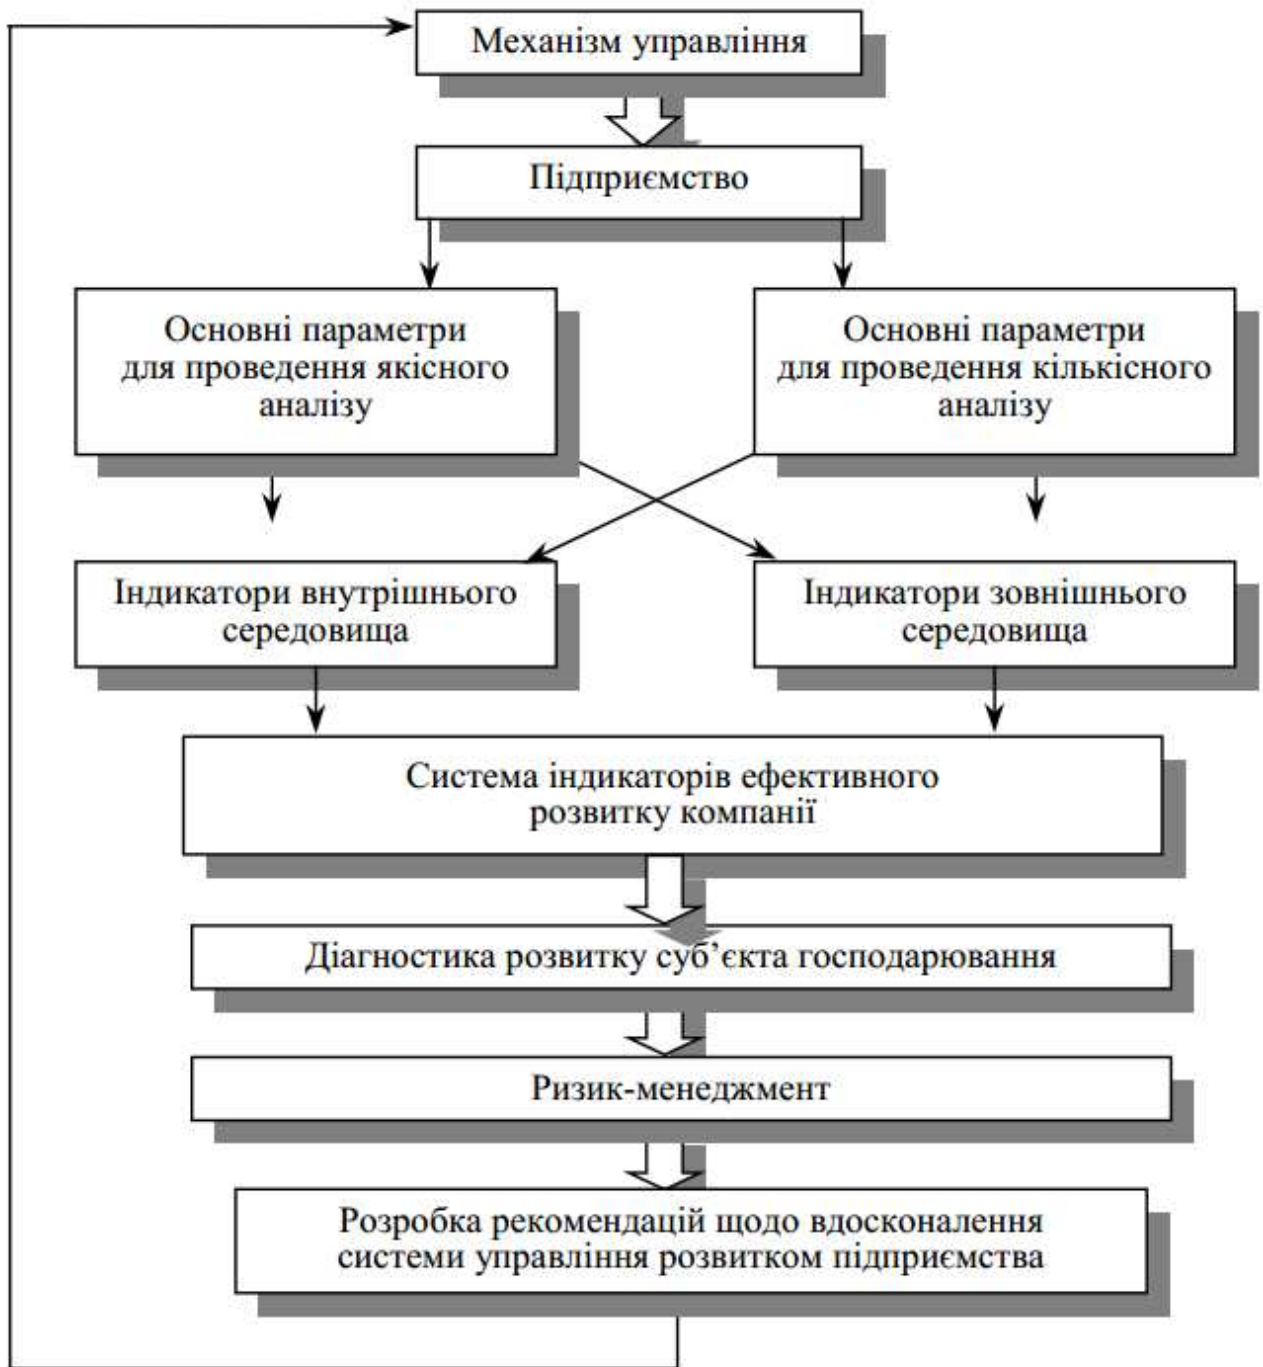 Механізм управління
Підприємство
Основні параметри
для проведення якісного
аналізу
Основні параметри
для проведення кількісного
аналізу
Індикатори внутрішнього
середовища
Індикатори зовнішнього
середовища
Система індикаторів ефективного
розвитку компанії
Діагностика розвитку суб’єкта господарювання
Ризик-менеджмент
Розробка рекомендацій щодо вдосконалення
системи управління розвитком підприємства